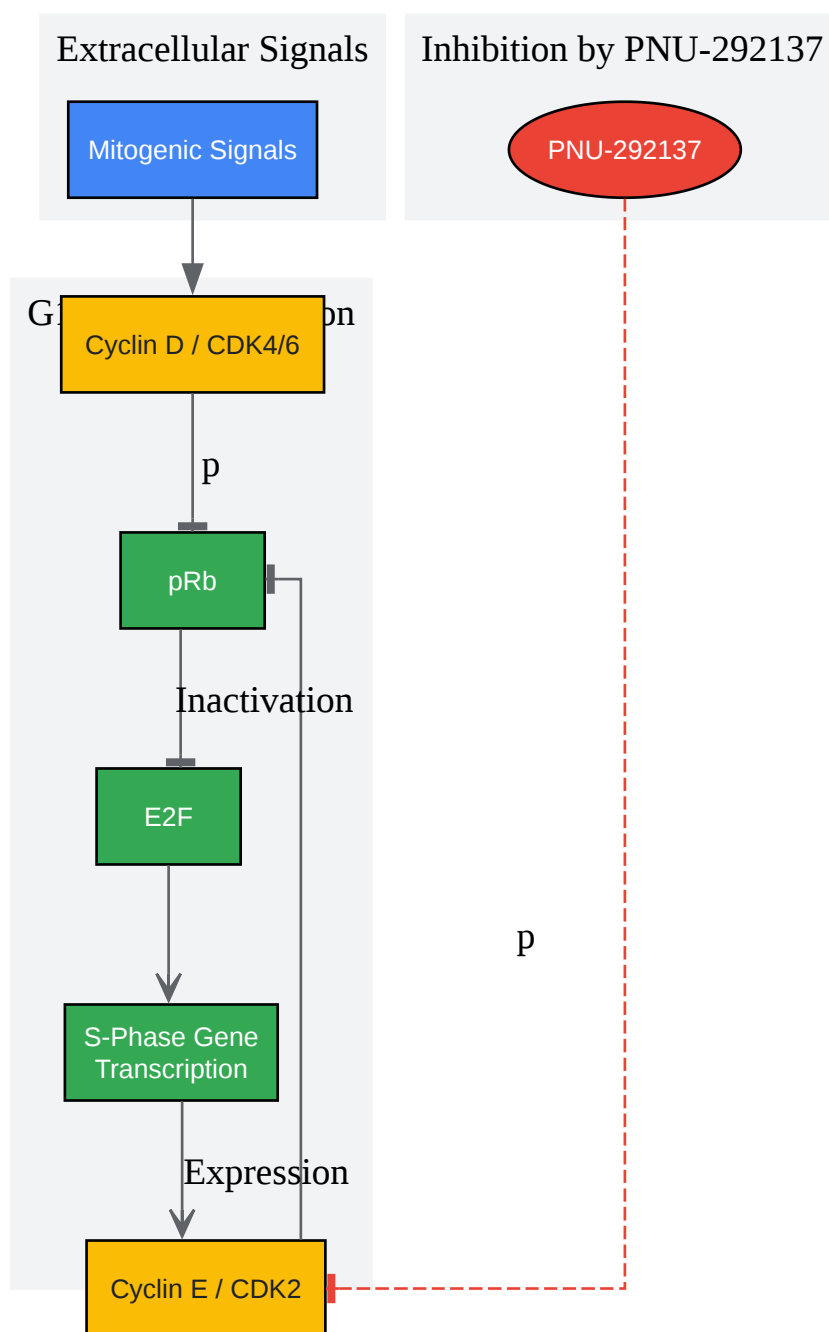 Extracellular Signals
Inhibition by PNU-292137
Mitogenic Signals
PNU-292137
Cyclin D / CDK4/6
p
pRb
Inactivation
E2F
p
S-Phase Gene
Transcription
Expression
Cyclin E / CDK2